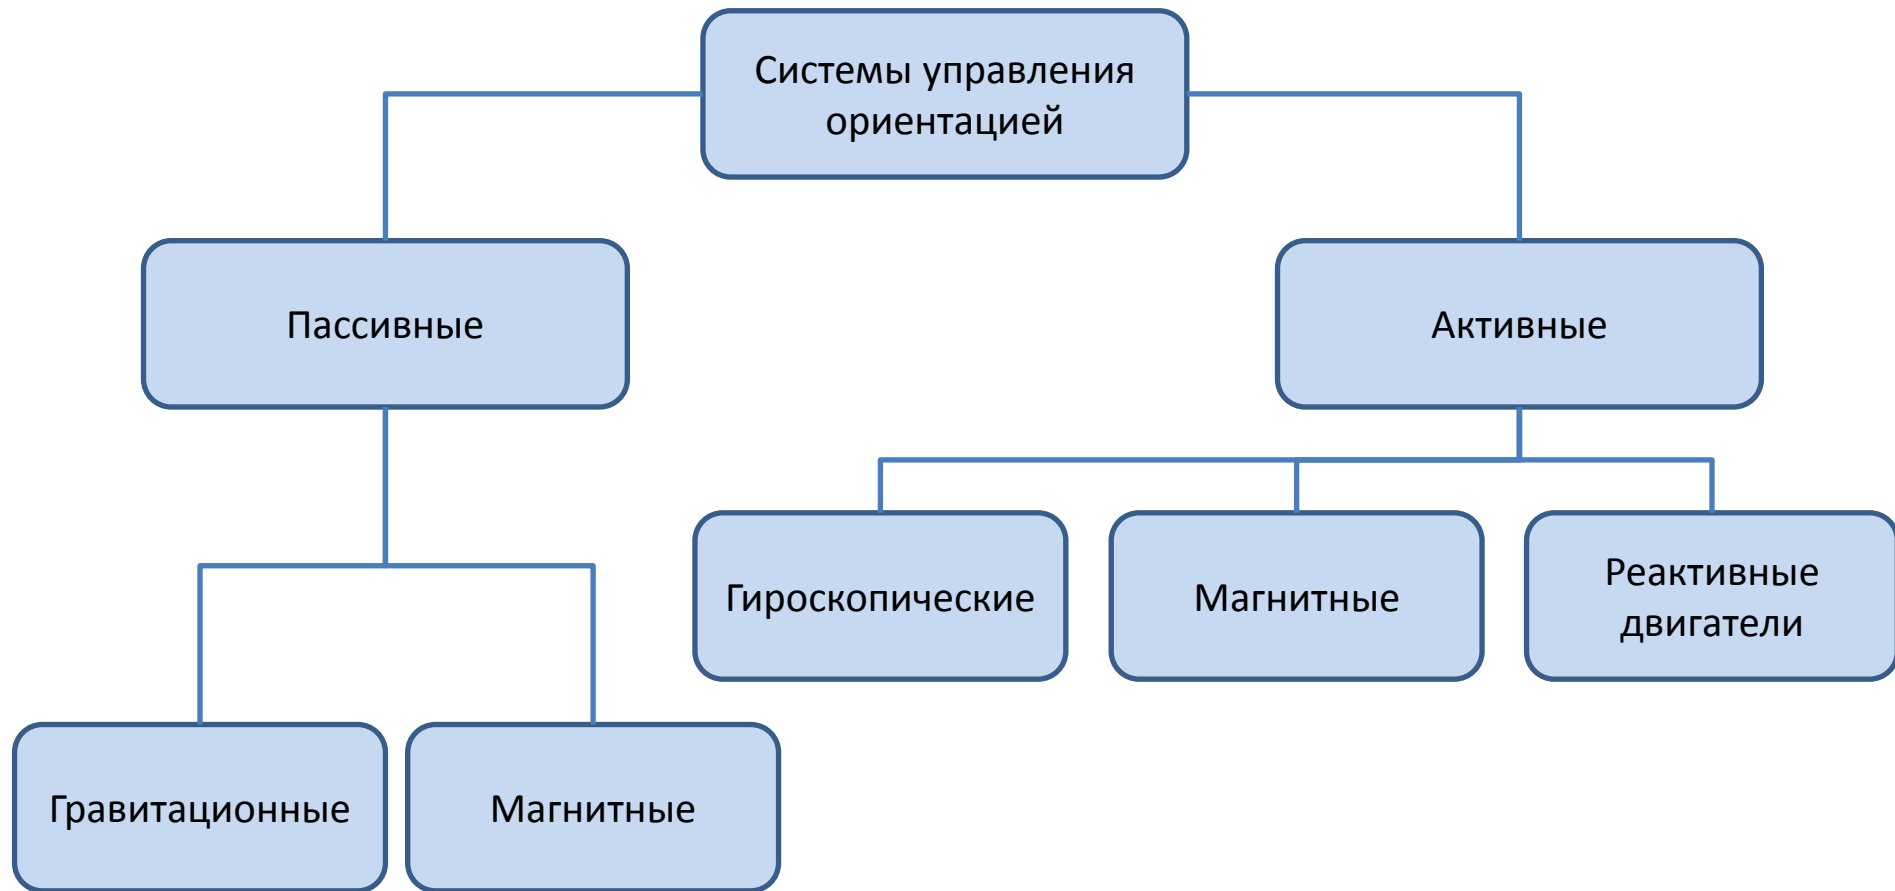 Системы управления
ориентацией
Пассивные
Активные
Гироскопические
Магнитные
Реактивные
двигатели
Гравитационные
Магнитные